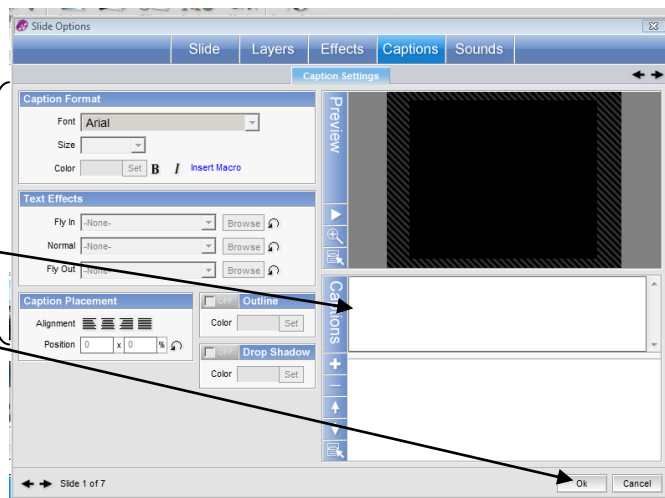 Slide Options
Slide Layers Effects Captions Sounds
Caption Settings
Caption Format
Font Arial
Size
Color Set B I Insert Macro
Text Effects
Fly In -None- Browse
Normal -None- Browse
Fly Out -None- Browse
Caption Placement
Alignment
Position 0 x 0 %
OFF Outline
Color Set
OFF Drop Shadow
Color Set
Preview
Captions
Slide 1 of 7
Ok Cancel